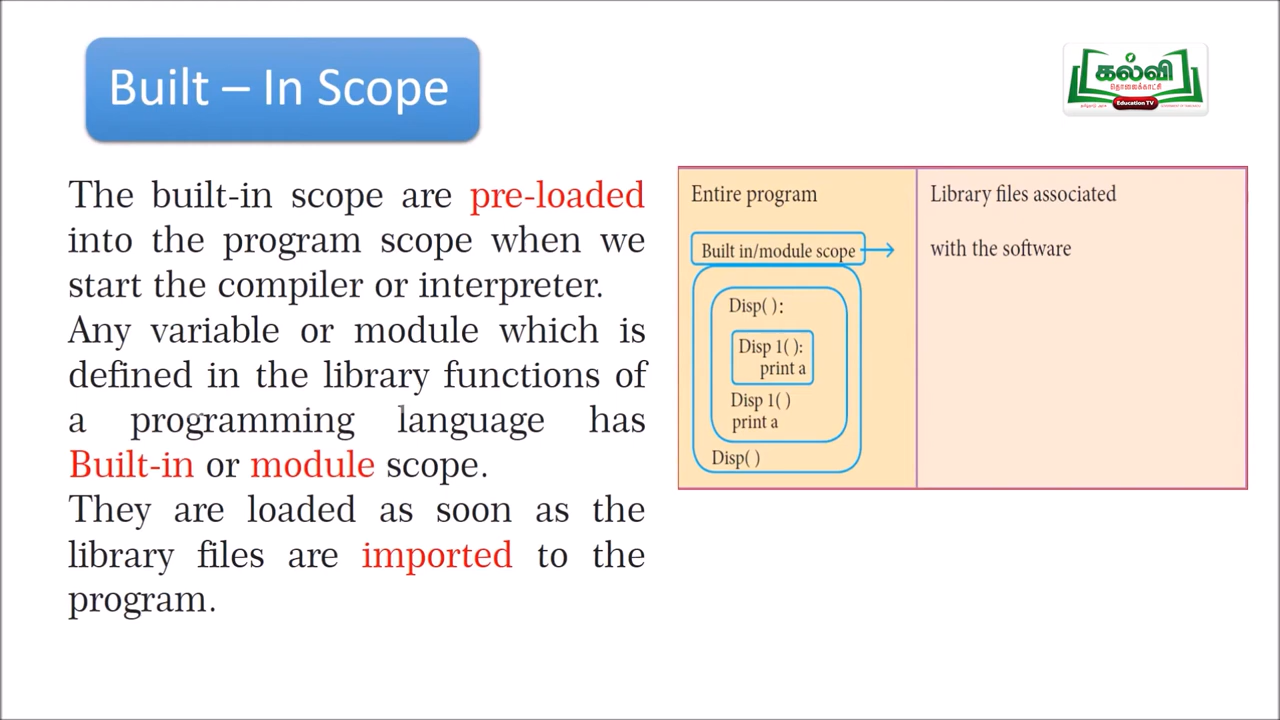 Built – In Scope
கல்வி
தொலைக்காட்சி
Education TV
The built-in scope are pre-loaded
into the program scope when we
start the compiler or interpreter.
Any variable or module which is
defined in the library functions of
a programming language has
Built-in or module scope.
They are loaded as soon as the
library files are imported to the
program.
Entire program
Built in/module scope
Disp( ):
Disp 1( ):
print a
Disp 1( )
print a
Disp( )
Library files associated
with the software